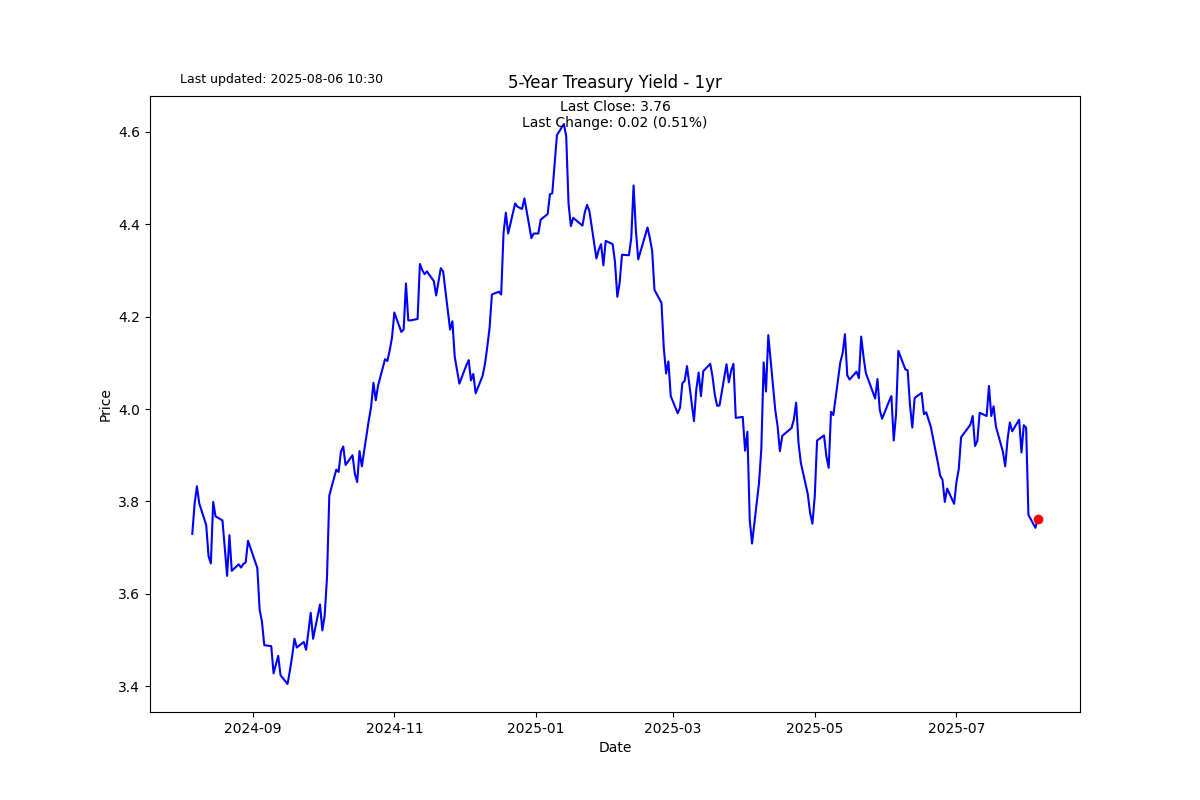 Last updated: 2025-08-06 10:30
5-Year Treasury Yield - 1yr
Last Close: 3.76
Last Change: 0.02 (0.51%)
4.6
4.4
4.2
4.0
3.8
3.6
3.4
Price
2024-09
2024-11
2025-01
2025-03
2025-05
2025-07
Date